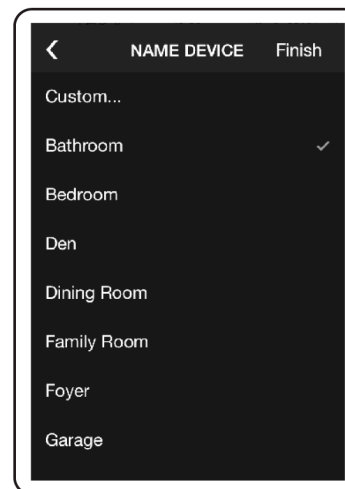 NAME DEVICE Finish
Custom...
Bathroom
Bedroom
Den
Dining Room
Family Room
Foyer
Garage